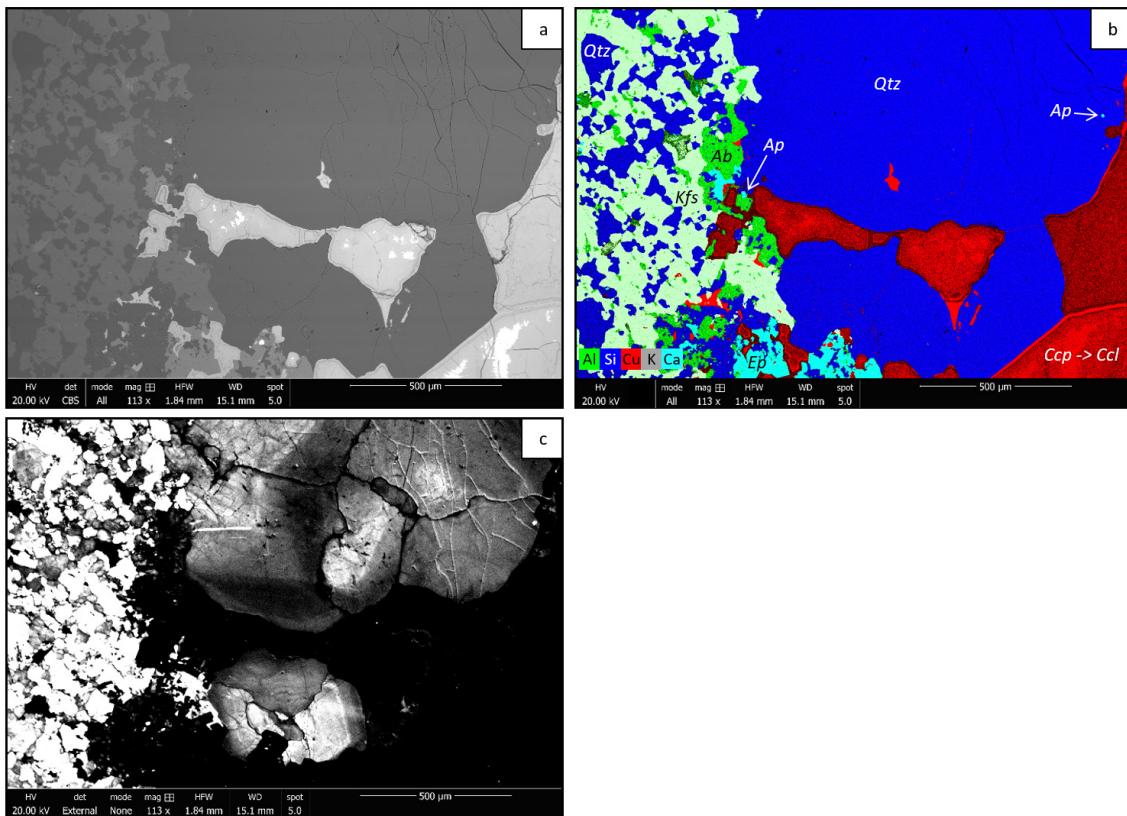 a
HV det mode mag HFW WD spot
20.00 kV CBS All 113 x 1.84 mm 15.1 mm 5.0
500 µm
b
Qtz
Qtz
Ap
Ab
Ap
Kfs
Ep
Ccp -> Ccl
Al Si Cu K Ca
HV det mode mag HFW WD spot
20.00 kV CBS All 113 x 1.84 mm 15.1 mm 5.0
500 µm
c
HV det mode mag HFW WD spot
20.00 kV External None 113 x 1.84 mm 15.1 mm 5.0
500 µm